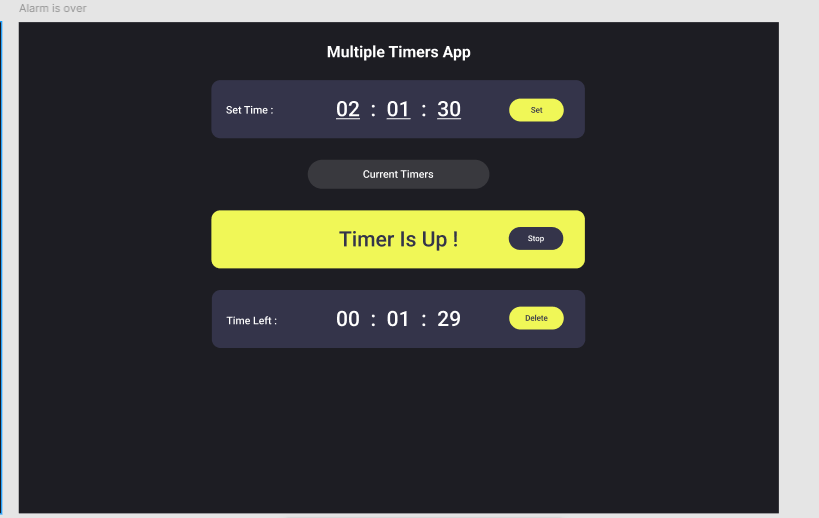 Alarm is over
Multiple Timers App
Set Time : 02 : 01 : 30 Set
Current Timers
Timer Is Up ! Stop
Time Left : 00 : 01 : 29 Delete